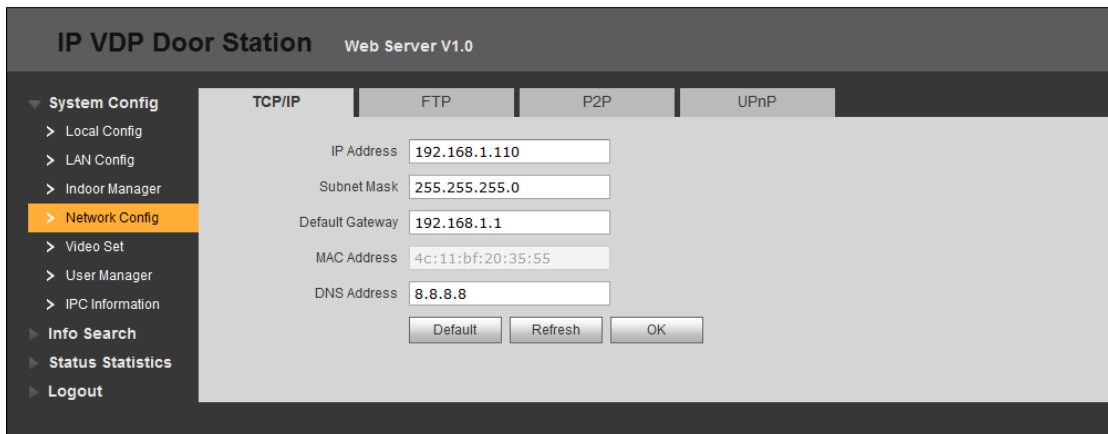 IP VDP Door Station Web Server V1.0
System Config
Local Config
LAN Config
Indoor Manager
Network Config
Video Set
User Manager
IPC Information
Info Search
Status Statistics
Logout
TCP/IP FTP P2P UPnP
IP Address 192.168.1.110
Subnet Mask 255.255.255.0
Default Gateway 192.168.1.1
MAC Address 4c:11:bf:20:35:55
DNS Address 8.8.8.8
Default Refresh OK